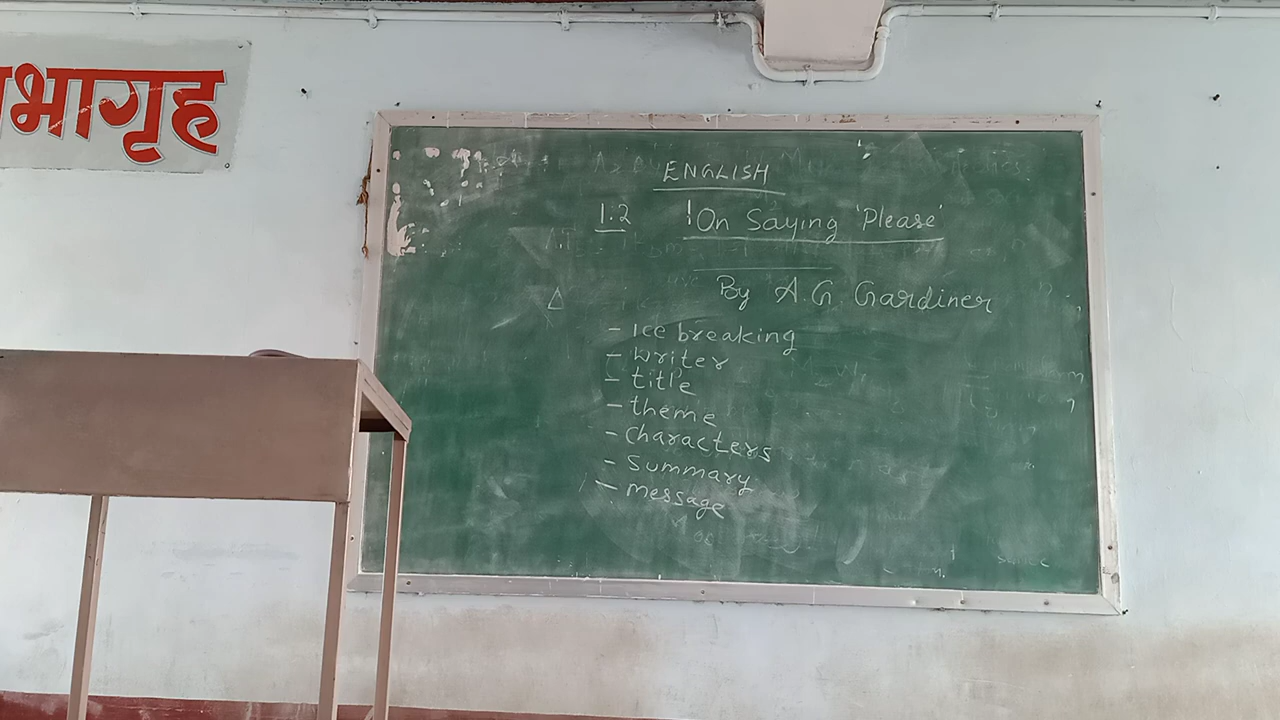 भागृह
ENGLISH
1.2 'On Saying 'Please'
By A.G. Gardiner
- Ice breaking
- writer
- title
- theme
- characters
- summary
- message